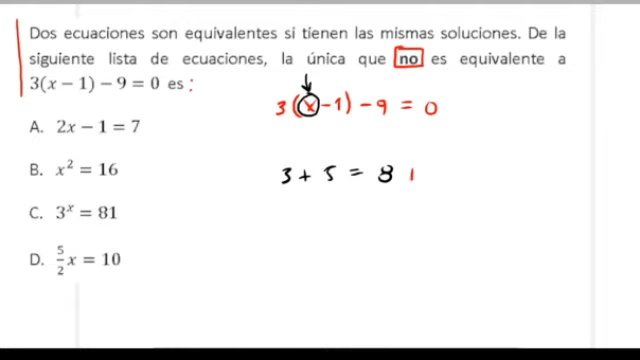 Dos ecuaciones son equivalentes si tienen las mismas soluciones. De la
siguiente lista de ecuaciones, la única que no es equivalente a
3(x − 1) − 9 = 0 es :
3 (x − 1) − 9 = 0
A. 2x − 1 = 7
B. x² = 16
3 + 5 = 8
C. 3ˣ = 81
D. 5/2 x = 10